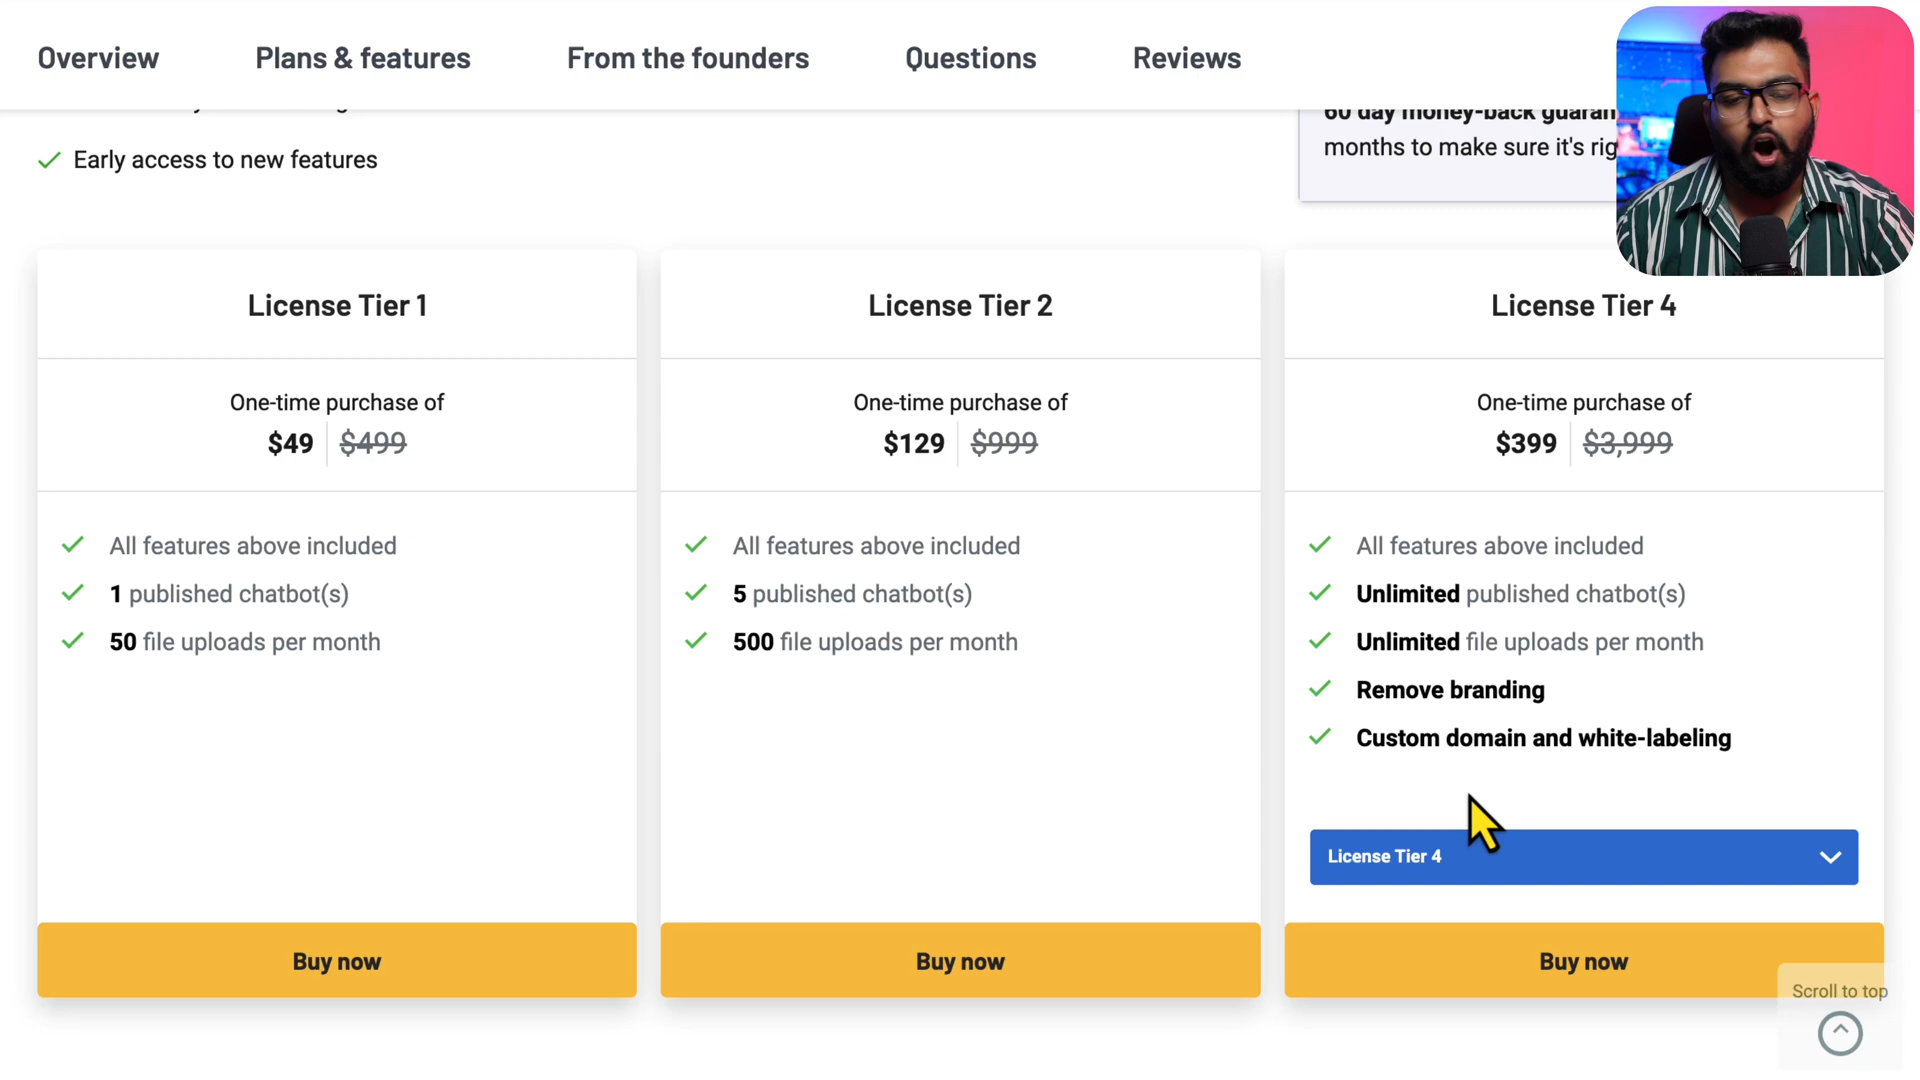 Overview
Plans & features
From the founders
Questions
Reviews
Early access to new features
60 day money-back guaran
months to make sure it's rig
License Tier 1
One-time purchase of
$49 $499
All features above included
1 published chatbot(s)
50 file uploads per month
Buy now
License Tier 2
One-time purchase of
$129 $999
All features above included
5 published chatbot(s)
500 file uploads per month
Buy now
License Tier 4
One-time purchase of
$399 $3,999
All features above included
Unlimited published chatbot(s)
Unlimited file uploads per month
Remove branding
Custom domain and white-labeling
License Tier 4
Buy now
Scroll to top